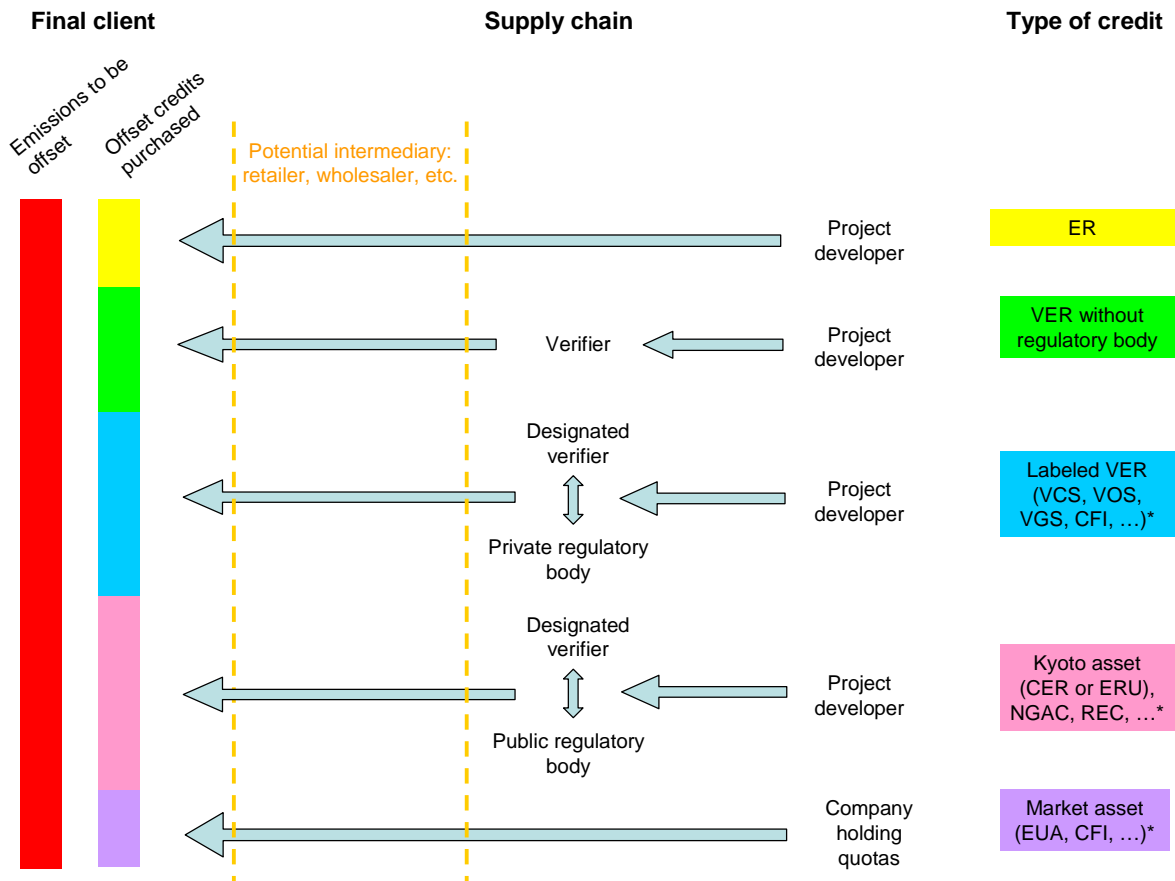 Final client
Supply chain
Type of credit
Emissions to be
offset
Offset credits
purchased
Potential intermediary:
retailer, wholesaler, etc.
Project
developer
ER
Verifier
Project
developer
VER without
regulatory body
Designated
verifier
Private regulatory
body
Project
developer
Labeled VER
(VCS, VOS,
VGS, CFI, …)*
Designated
verifier
Public regulatory
body
Project
developer
Kyoto asset
(CER or ERU),
NGAC, REC, …*
Company
holding
quotas
Market asset
(EUA, CFI, …)*